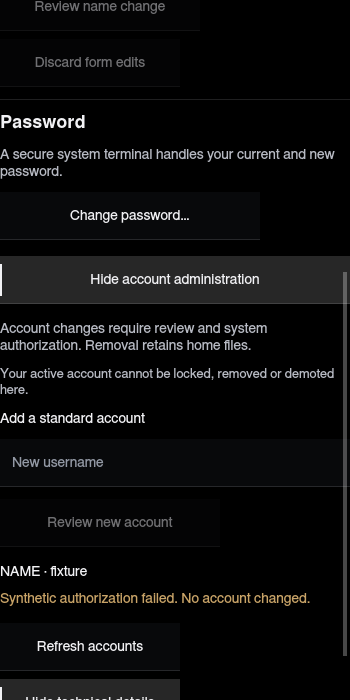 Review name change
Discard form edits
Password
A secure system terminal handles your current and new
password.
Change password...
Hide account administration
Account changes require review and system
authorization. Removal retains home files.
Your active account cannot be locked, removed or demoted
here.
Add a standard account
New username
Review new account
NAME · fixture
Synthetic authorization failed. No account changed.
Refresh accounts
Hide technical details